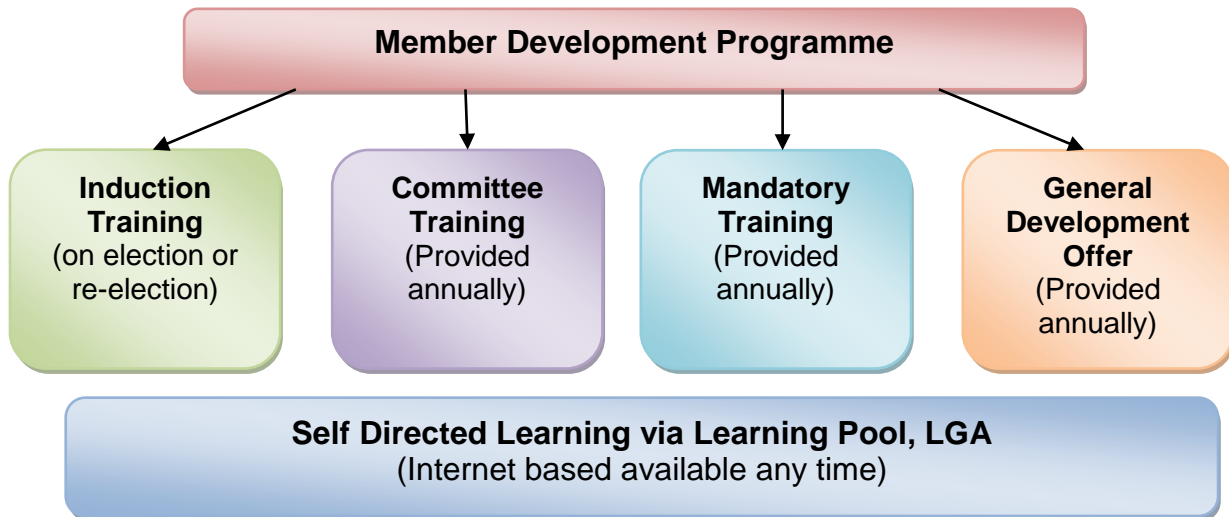 Member Development Programme
Induction
Training
(on election or
re-election)
Committee
Training
(Provided
annually)
Mandatory
Training
(Provided
annually)
General
Development
Offer
(Provided
annually)
Self Directed Learning via Learning Pool, LGA
(Internet based available any time)